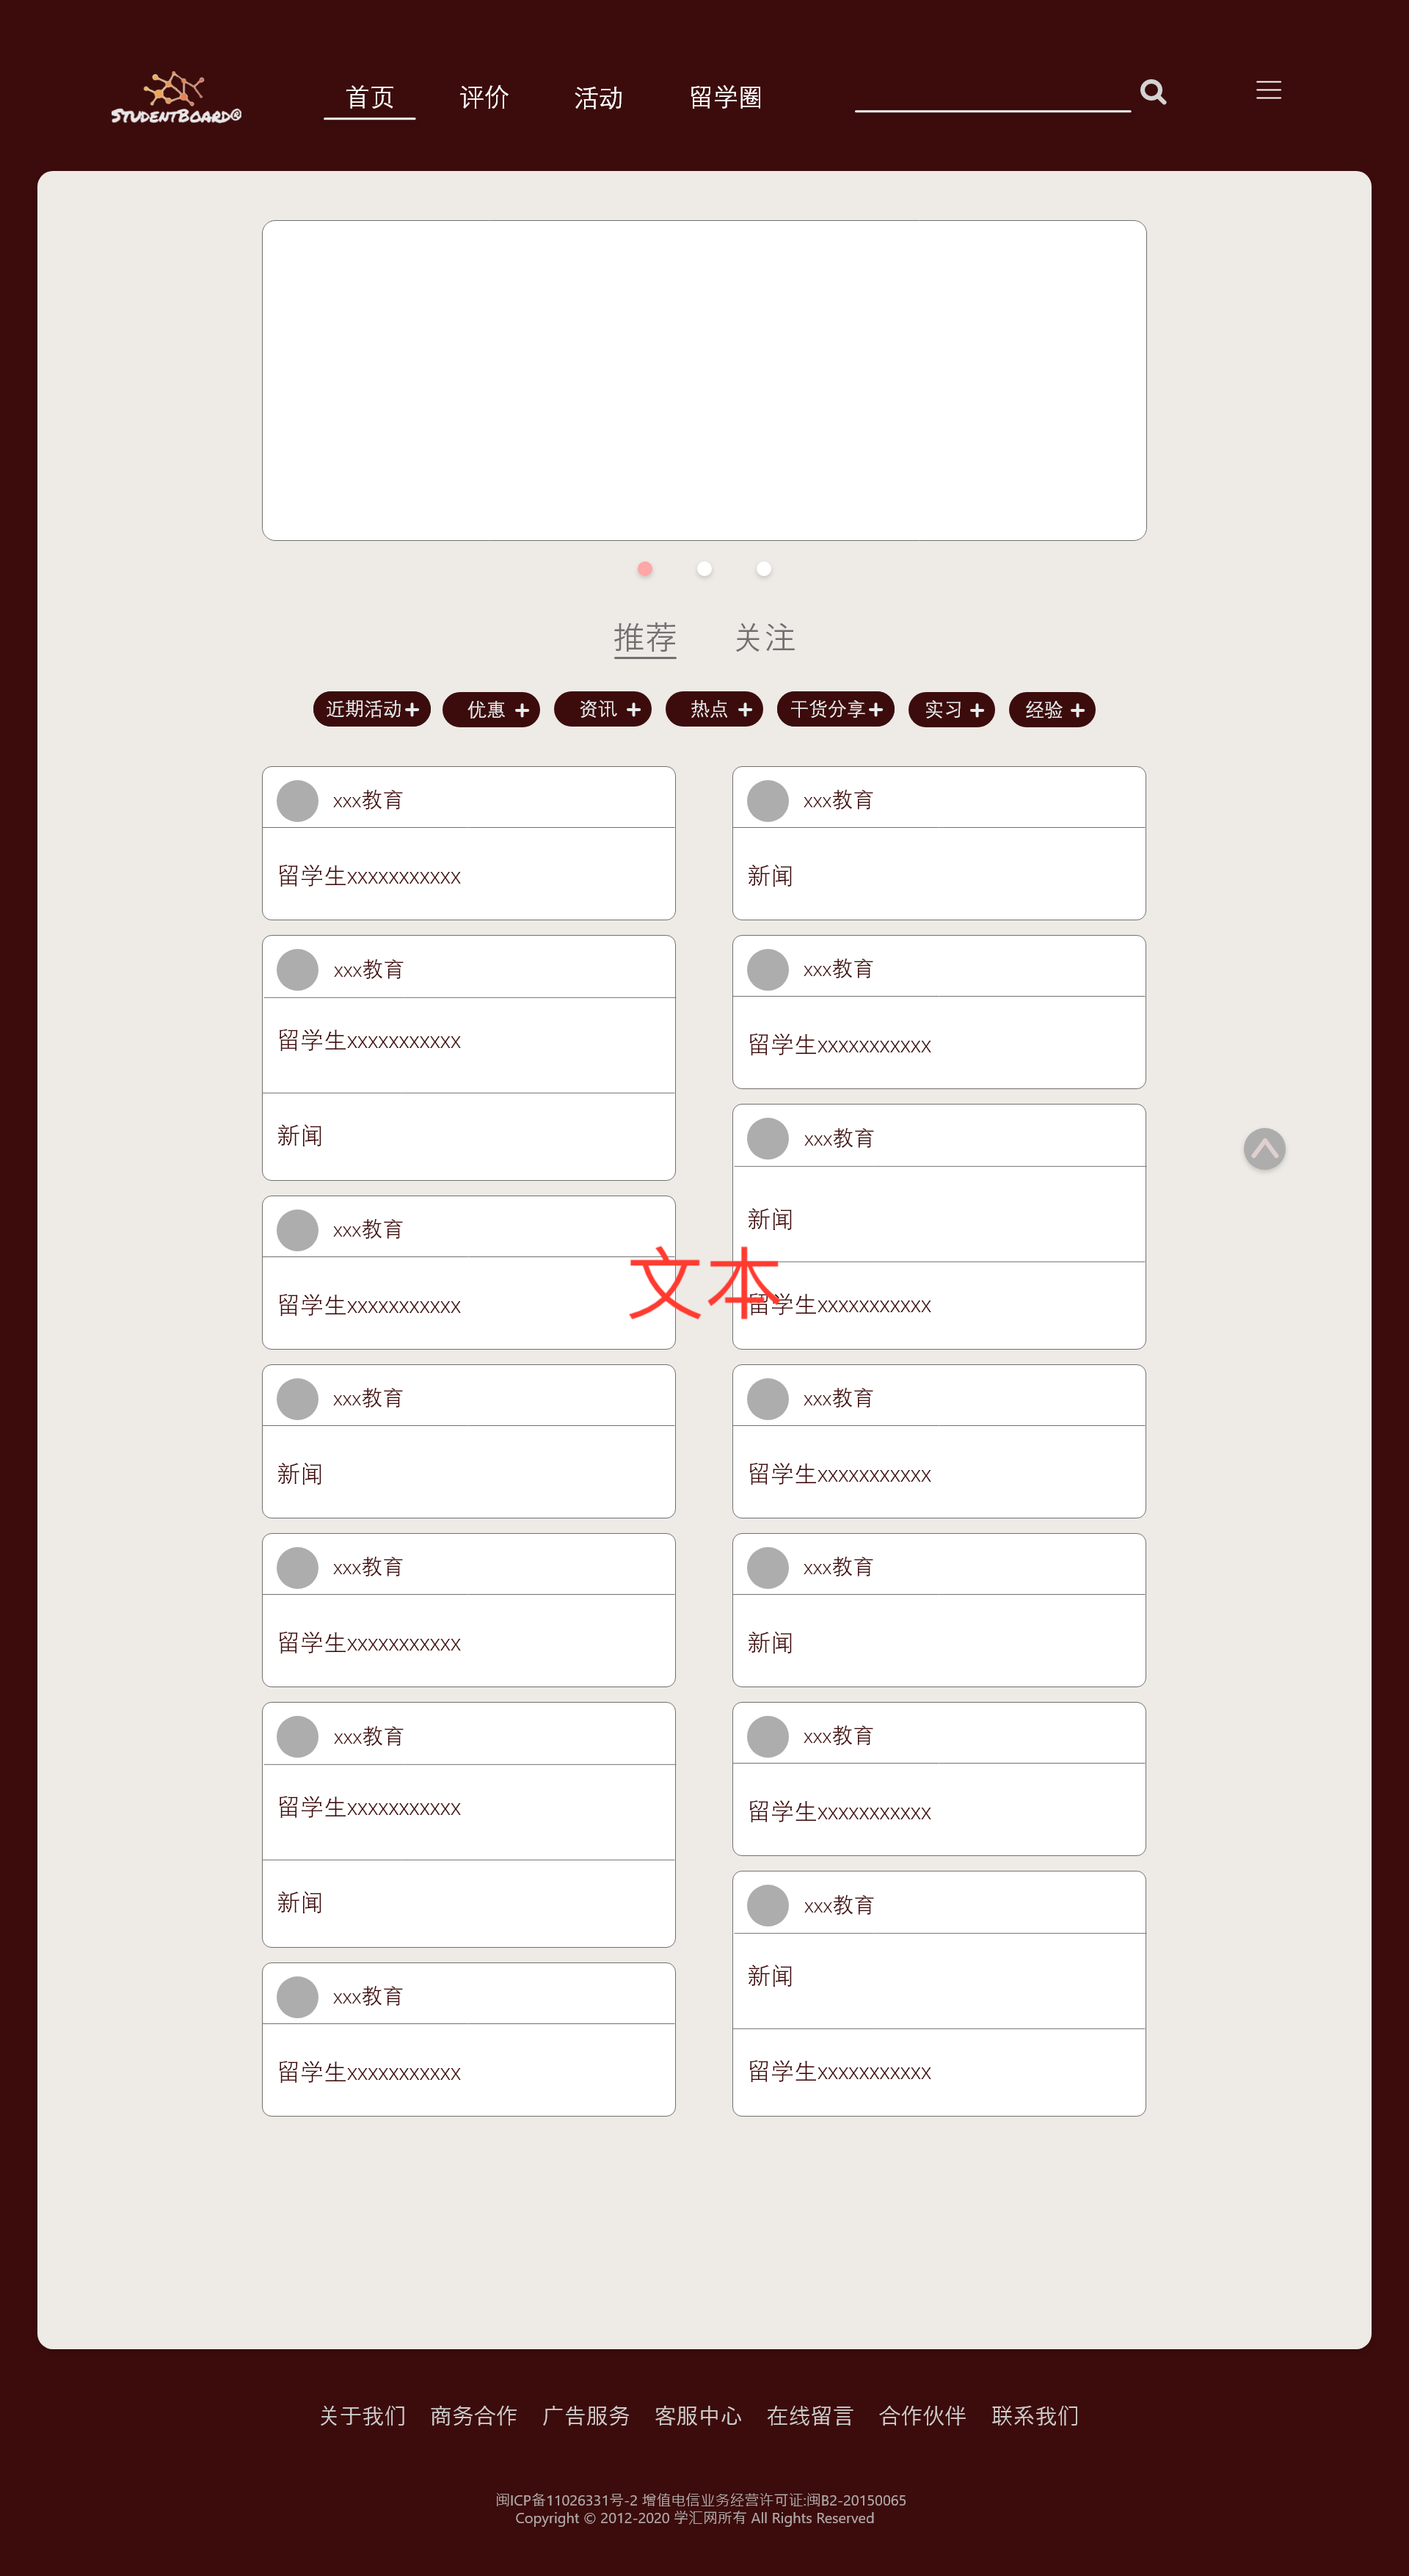 STUDENTBOARD®
首页 评价 活动 留学圈
推荐 关注
近期活动+ 优惠+ 资讯+ 热点+ 干货分享+ 实习+ 经验+
xxx教育
留学生xxxxxxxxxxx
xxx教育
留学生xxxxxxxxxxx
新闻
xxx教育
留学生xxxxxxxxxxx
xxx教育
新闻
xxx教育
留学生xxxxxxxxxxx
xxx教育
留学生xxxxxxxxxxx
新闻
xxx教育
留学生xxxxxxxxxxx
xxx教育
新闻
xxx教育
留学生xxxxxxxxxxx
xxx教育
新闻
留学生xxxxxxxxxxx
xxx教育
留学生xxxxxxxxxxx
xxx教育
新闻
xxx教育
留学生xxxxxxxxxxx
xxx教育
新闻
留学生xxxxxxxxxxx
文本
关于我们 商务合作 广告服务 客服中心 在线留言 合作伙伴 联系我们
闽ICP备11026331号-2 增值电信业务经营许可证:闽B2-20150065
Copyright © 2012-2020 学汇网所有 All Rights Reserved